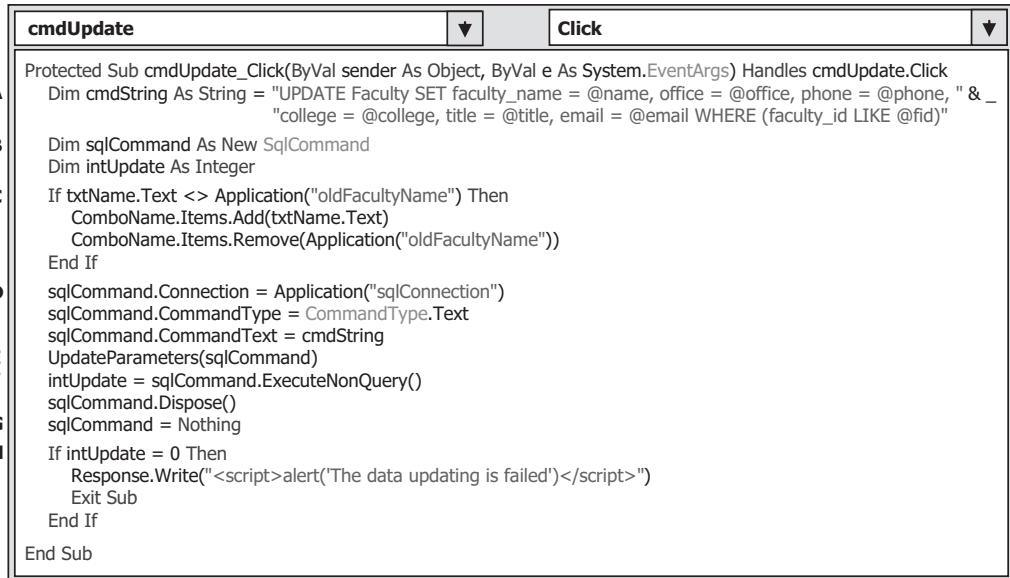 cmdUpdate Click
Protected Sub cmdUpdate_Click(ByVal sender As Object, ByVal e As System.EventArgs) Handles cmdUpdate.Click
Dim cmdString As String = "UPDATE Faculty SET faculty_name = @name, office = @office, phone = @phone, " & _
"college = @college, title = @title, email = @email WHERE (faculty_id LIKE @fid)"
Dim sqlCommand As New SqlCommand
Dim intUpdate As Integer
If txtName.Text <> Application("oldFacultyName") Then
ComboName.Items.Add(txtName.Text)
ComboName.Items.Remove(Application("oldFacultyName"))
End If
sqlCommand.Connection = Application("sqlConnection")
sqlCommand.CommandType = CommandType.Text
sqlCommand.CommandText = cmdString
UpdateParameters(sqlCommand)
intUpdate = sqlCommand.ExecuteNonQuery()
sqlCommand.Dispose()
sqlCommand = Nothing
If intUpdate = 0 Then
Response.Write("<script>alert('The data updating is failed')</script>")
Exit Sub
End If
End Sub